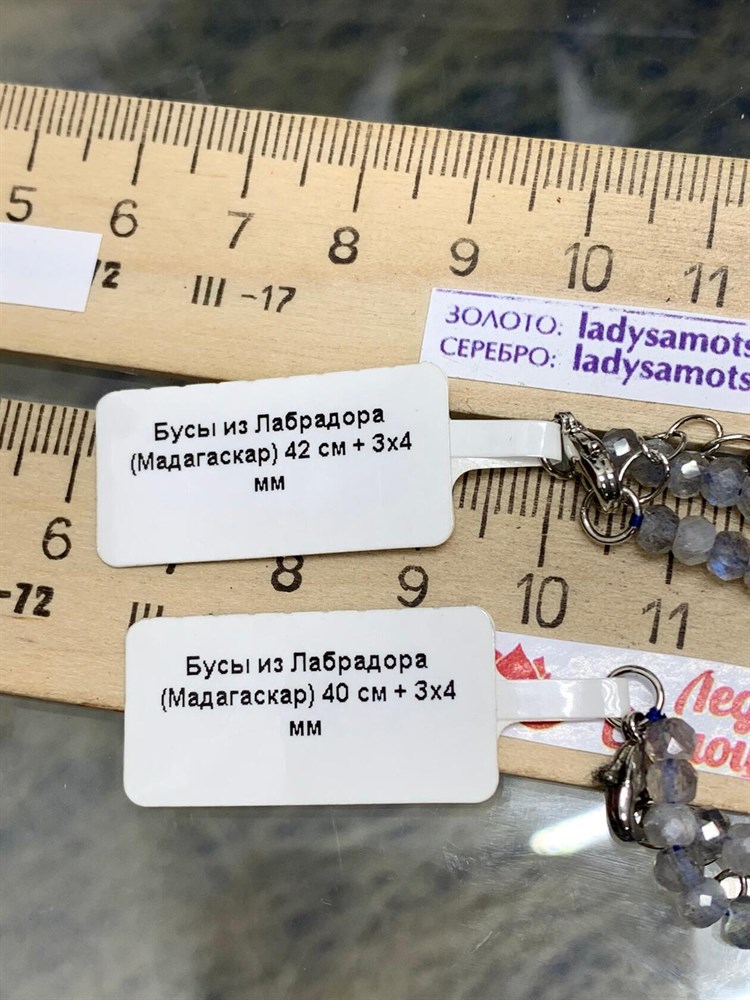 5 6 7 8 9 10 11
72 III -17
ЗОЛОТО: ladysamots
СЕРЕБРО: ladysamots
Бусы из Лабрадора
(Мадагаскар) 42 см + 3х4
мм
6 8 9 10 11
-72
Бусы из Лабрадора
(Мадагаскар) 40 см + 3х4
мм
Лед